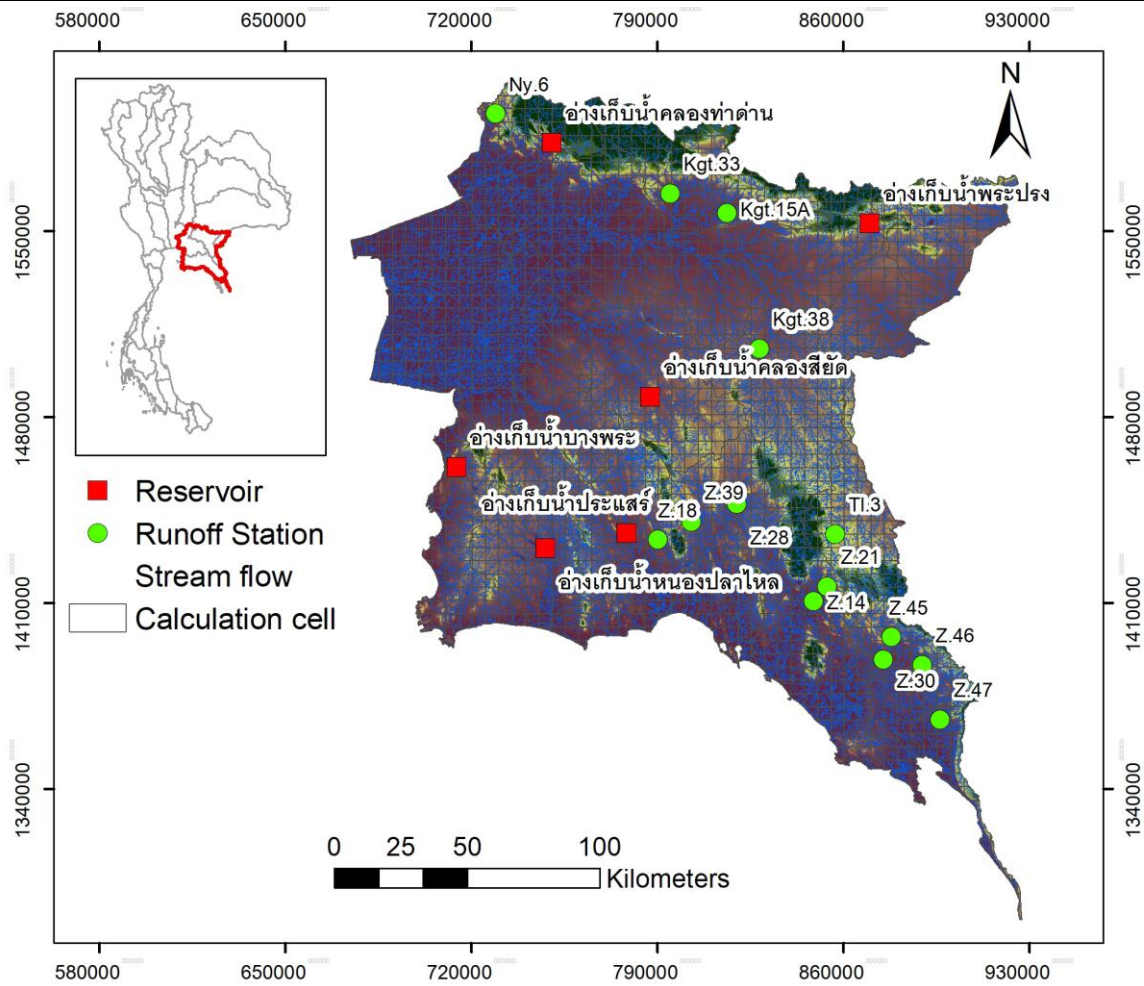 580000 650000 720000 790000 860000 930000
N
Ny.6
อ่างเก็บน้ำคลองท่าด่าน
Kgt.33
อ่างเก็บน้ำพระปรง
Kgt.15A
1550000
1550000
Kgt.38
อ่างเก็บน้ำคลองสียัด
1480000
1480000
อ่างเก็บน้ำบางพระ
Reservoir
อ่างเก็บน้ำประแสร์
Z.39
Z.18
Tl.3
Runoff Station
Z.28
Z.21
Stream flow
อ่างเก็บน้ำหนองปลาไหล
Z.14
Calculation cell
1410000
1410000
Z.45
Z.46
Z.30
Z.47
1340000
1340000
0 25 50 100
Kilometers
580000 650000 720000 790000 860000 930000